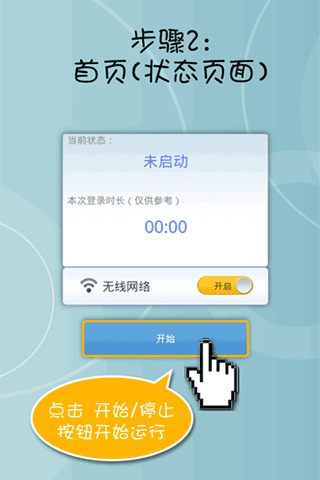 步骤2:
首页(状态页面)
当前状态：
未启动
本次登录时长（仅供参考）
00:00
无线网络
开启
开始
点击 开始/停止
按钮开始运行